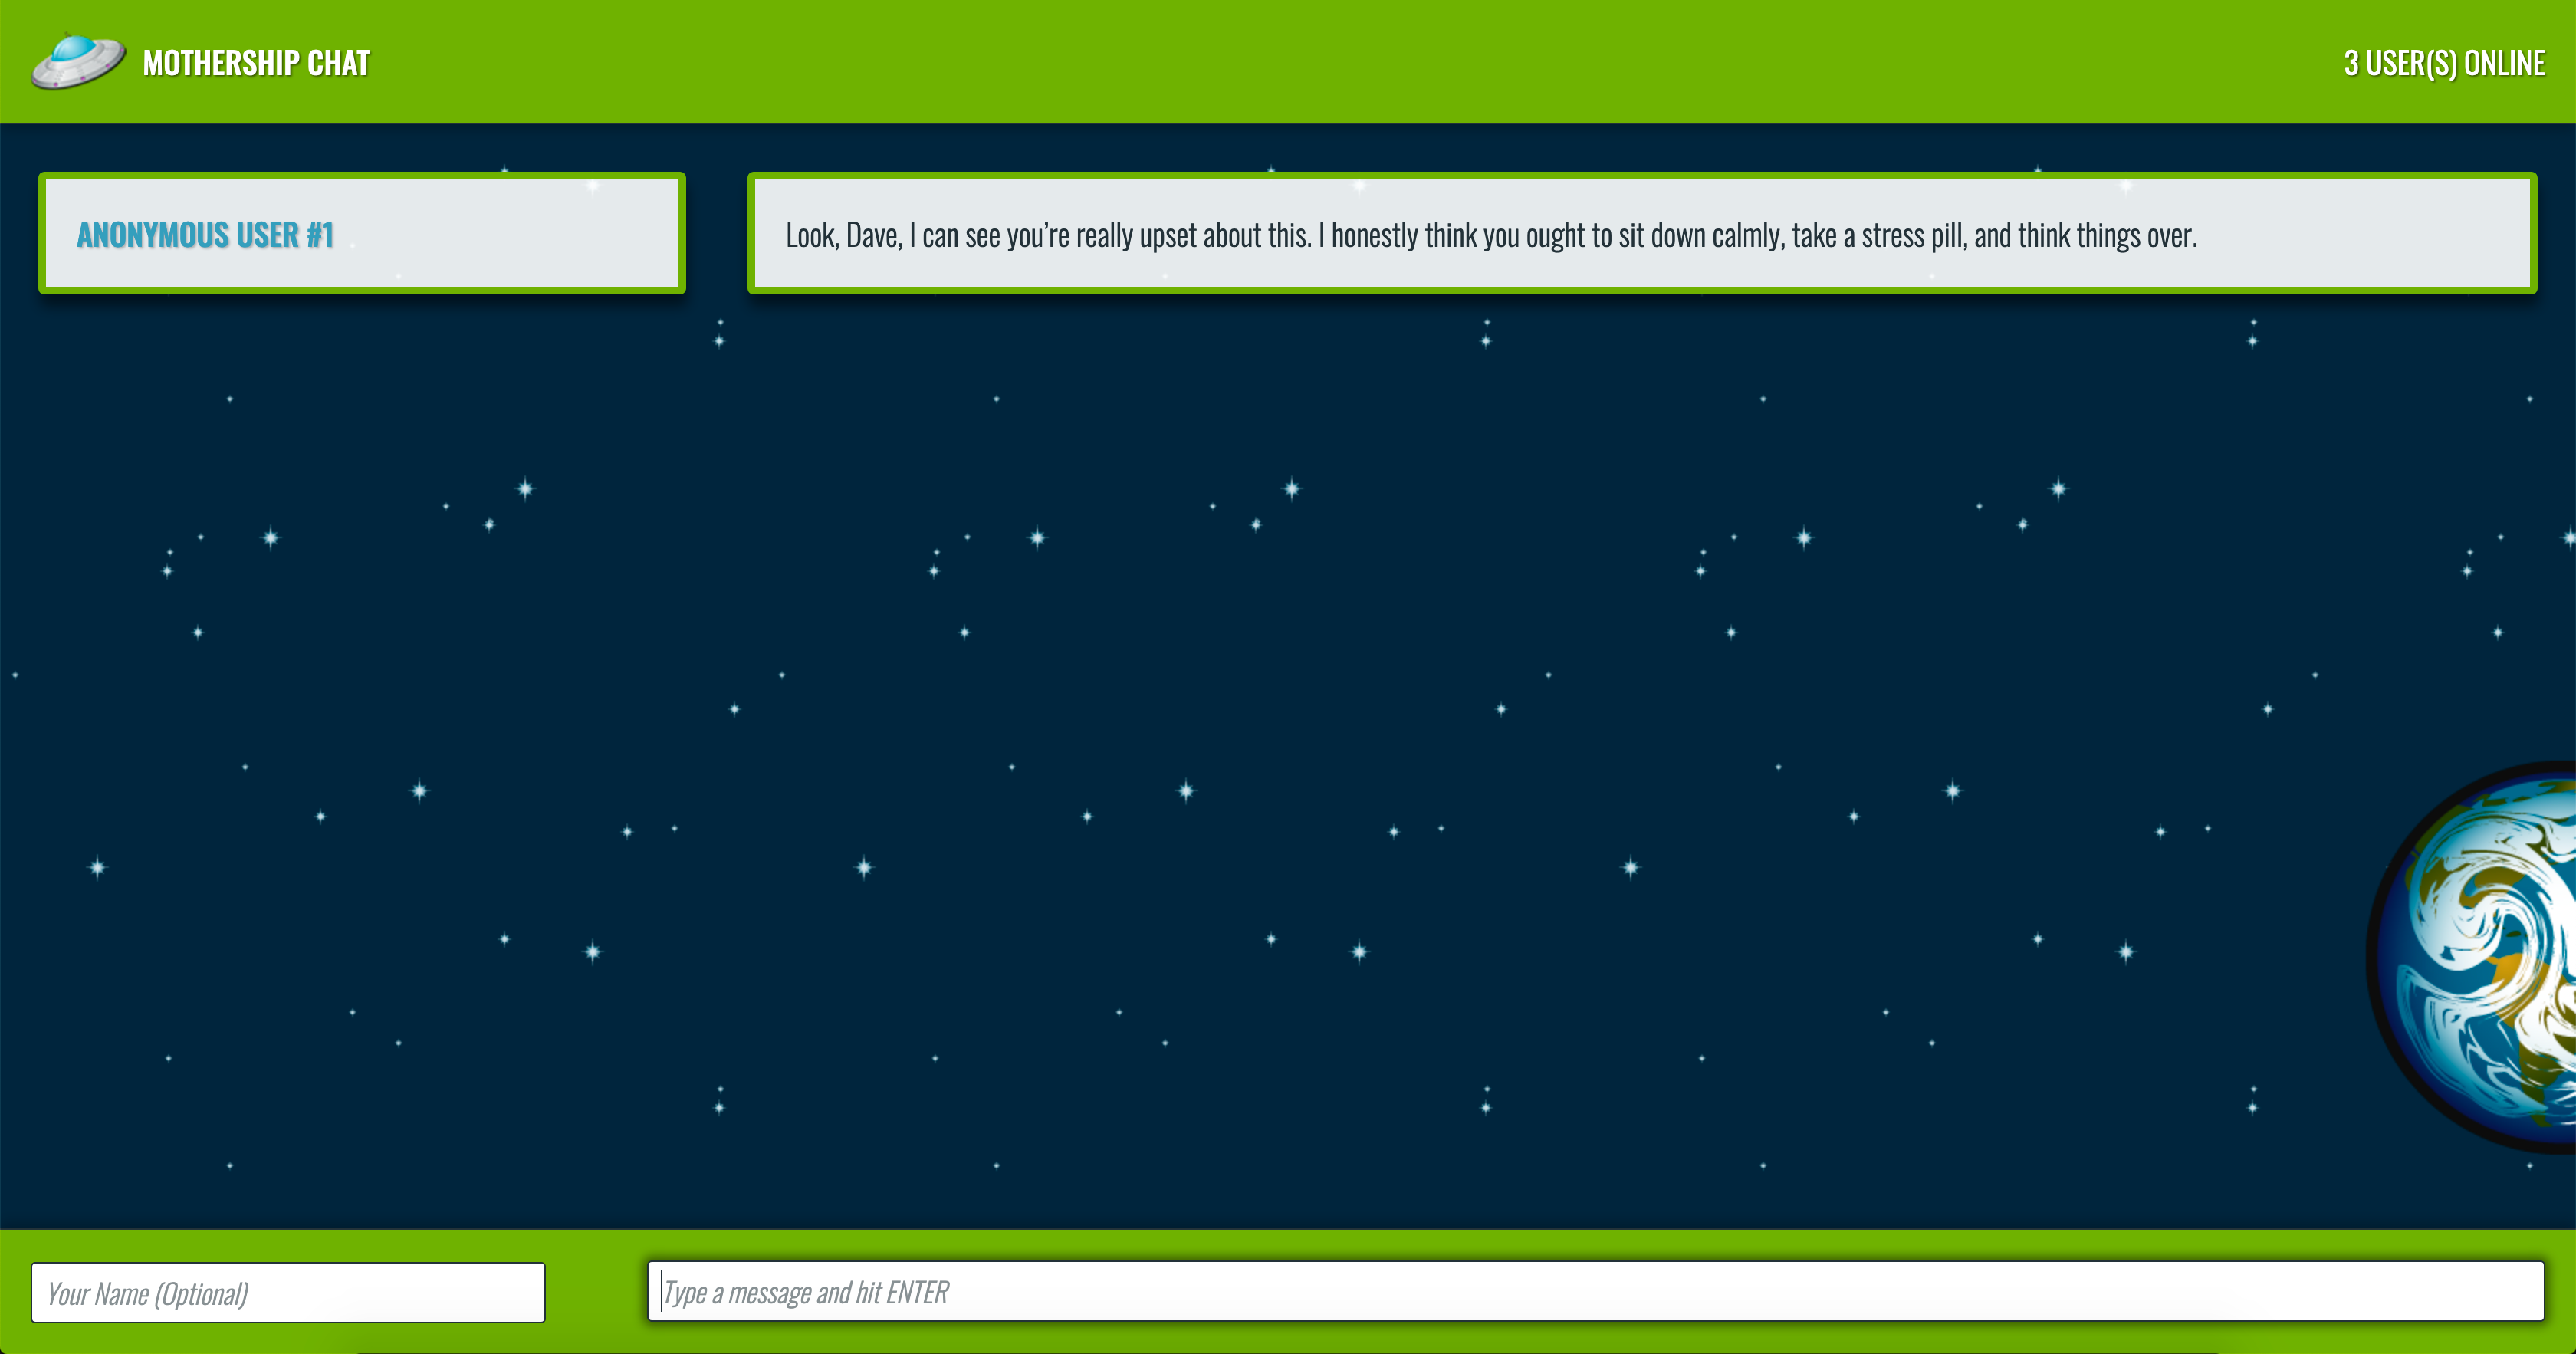 MOTHERSHIP CHAT
3 USER(S) ONLINE
ANONYMOUS USER #1
Look, Dave, I can see you’re really upset about this. I honestly think you ought to sit down calmly, take a stress pill, and think things over.
Your Name (Optional)
Type a message and hit ENTER